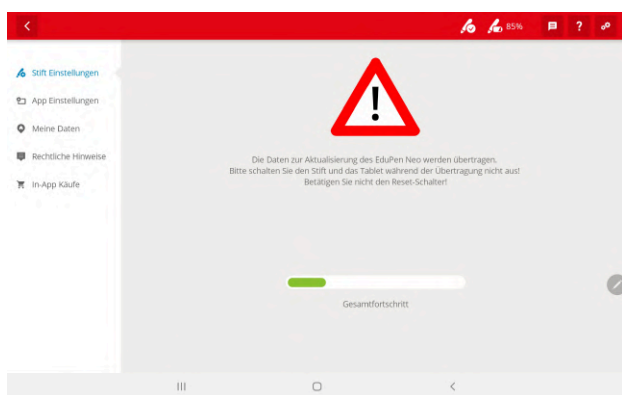 85%
?
Stift Einstellungen
App Einstellungen
Meine Daten
Rechtliche Hinweise
In-App Käufe
!
Die Daten zur Aktualisierung des EduPen Neo werden übertragen.
Bitte schalten Sie den Stift und das Tablet während der Übertragung nicht aus!
Betätigen Sie nicht den Reset-Schalter!
Gesamtfortschritt